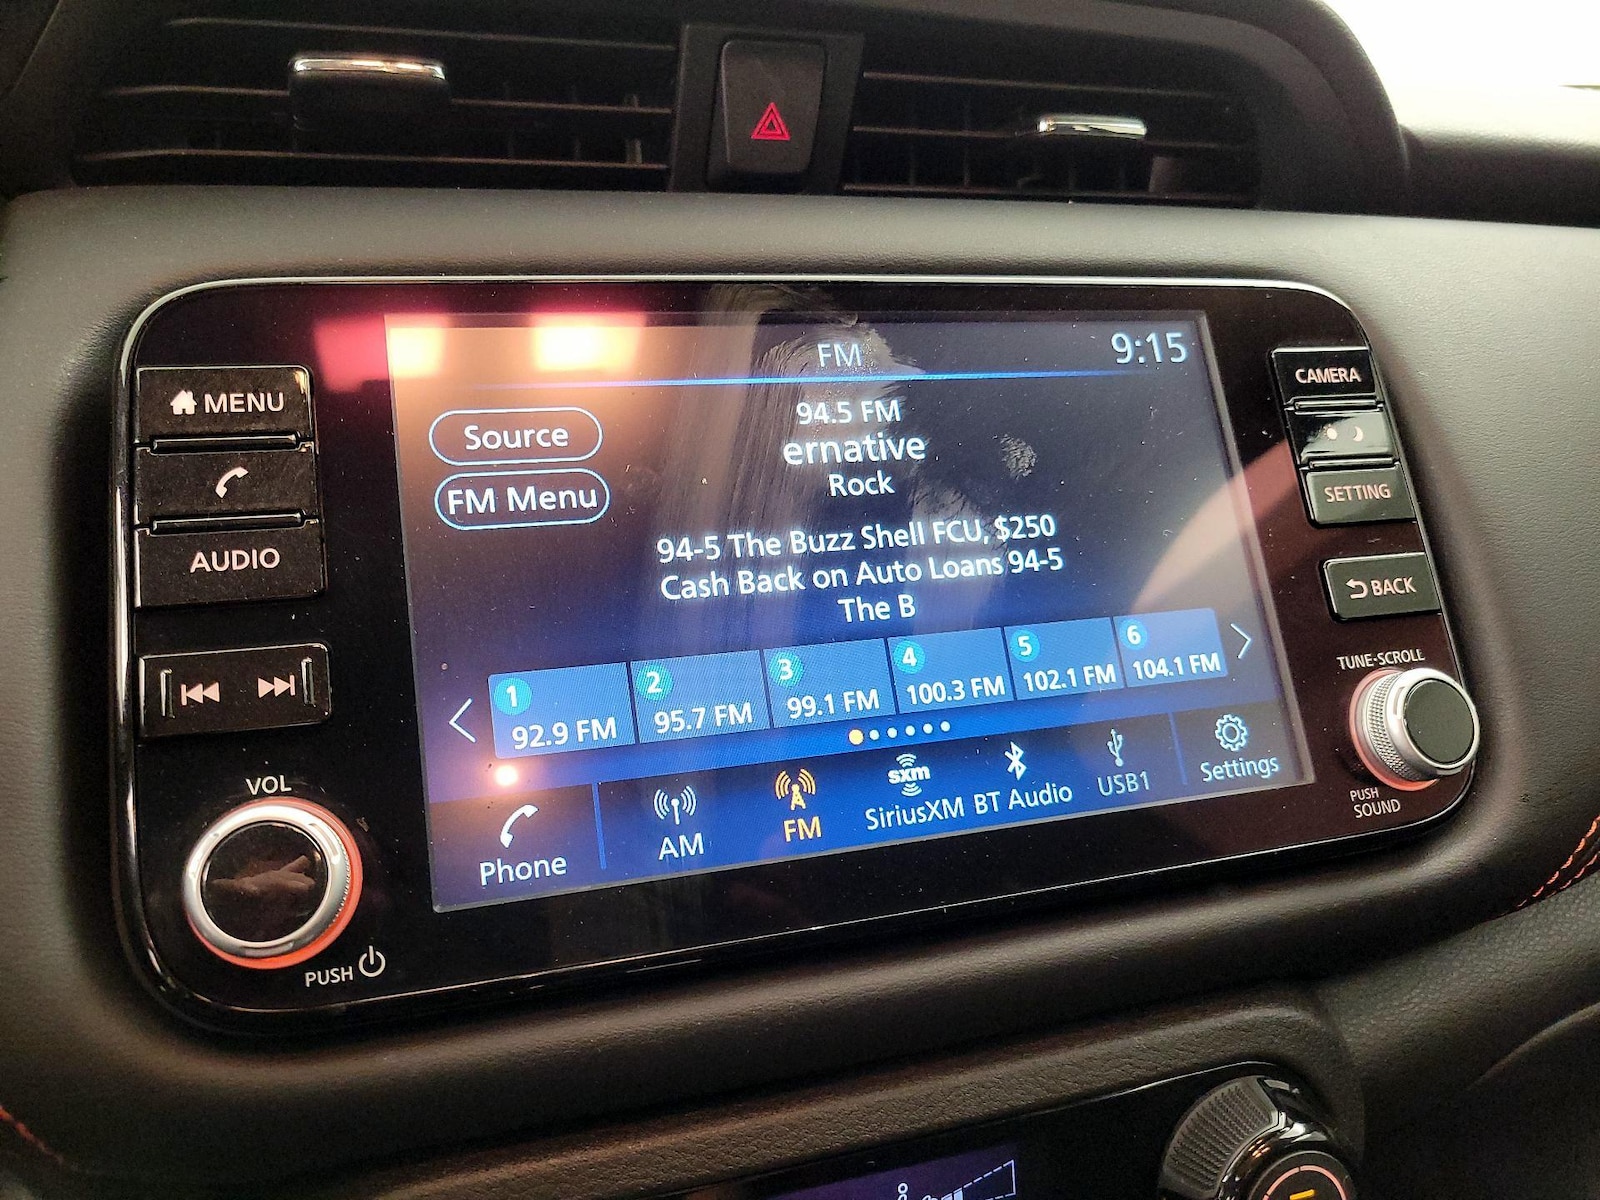 FM
9:15
MENU
AUDIO
VOL
PUSH
Source
FM Menu
94.5 FM
ernative
Rock
94-5 The Buzz Shell FCU, $250
Cash Back on Auto Loans 94-5
The B
1
92.9 FM
2
95.7 FM
3
99.1 FM
4
100.3 FM
5
102.1 FM
6
104.1 FM
Phone
AM
FM
sxm
SiriusXM
BT Audio
USB1
Settings
CAMERA
SETTING
BACK
TUNE·SCROLL
PUSH
SOUND